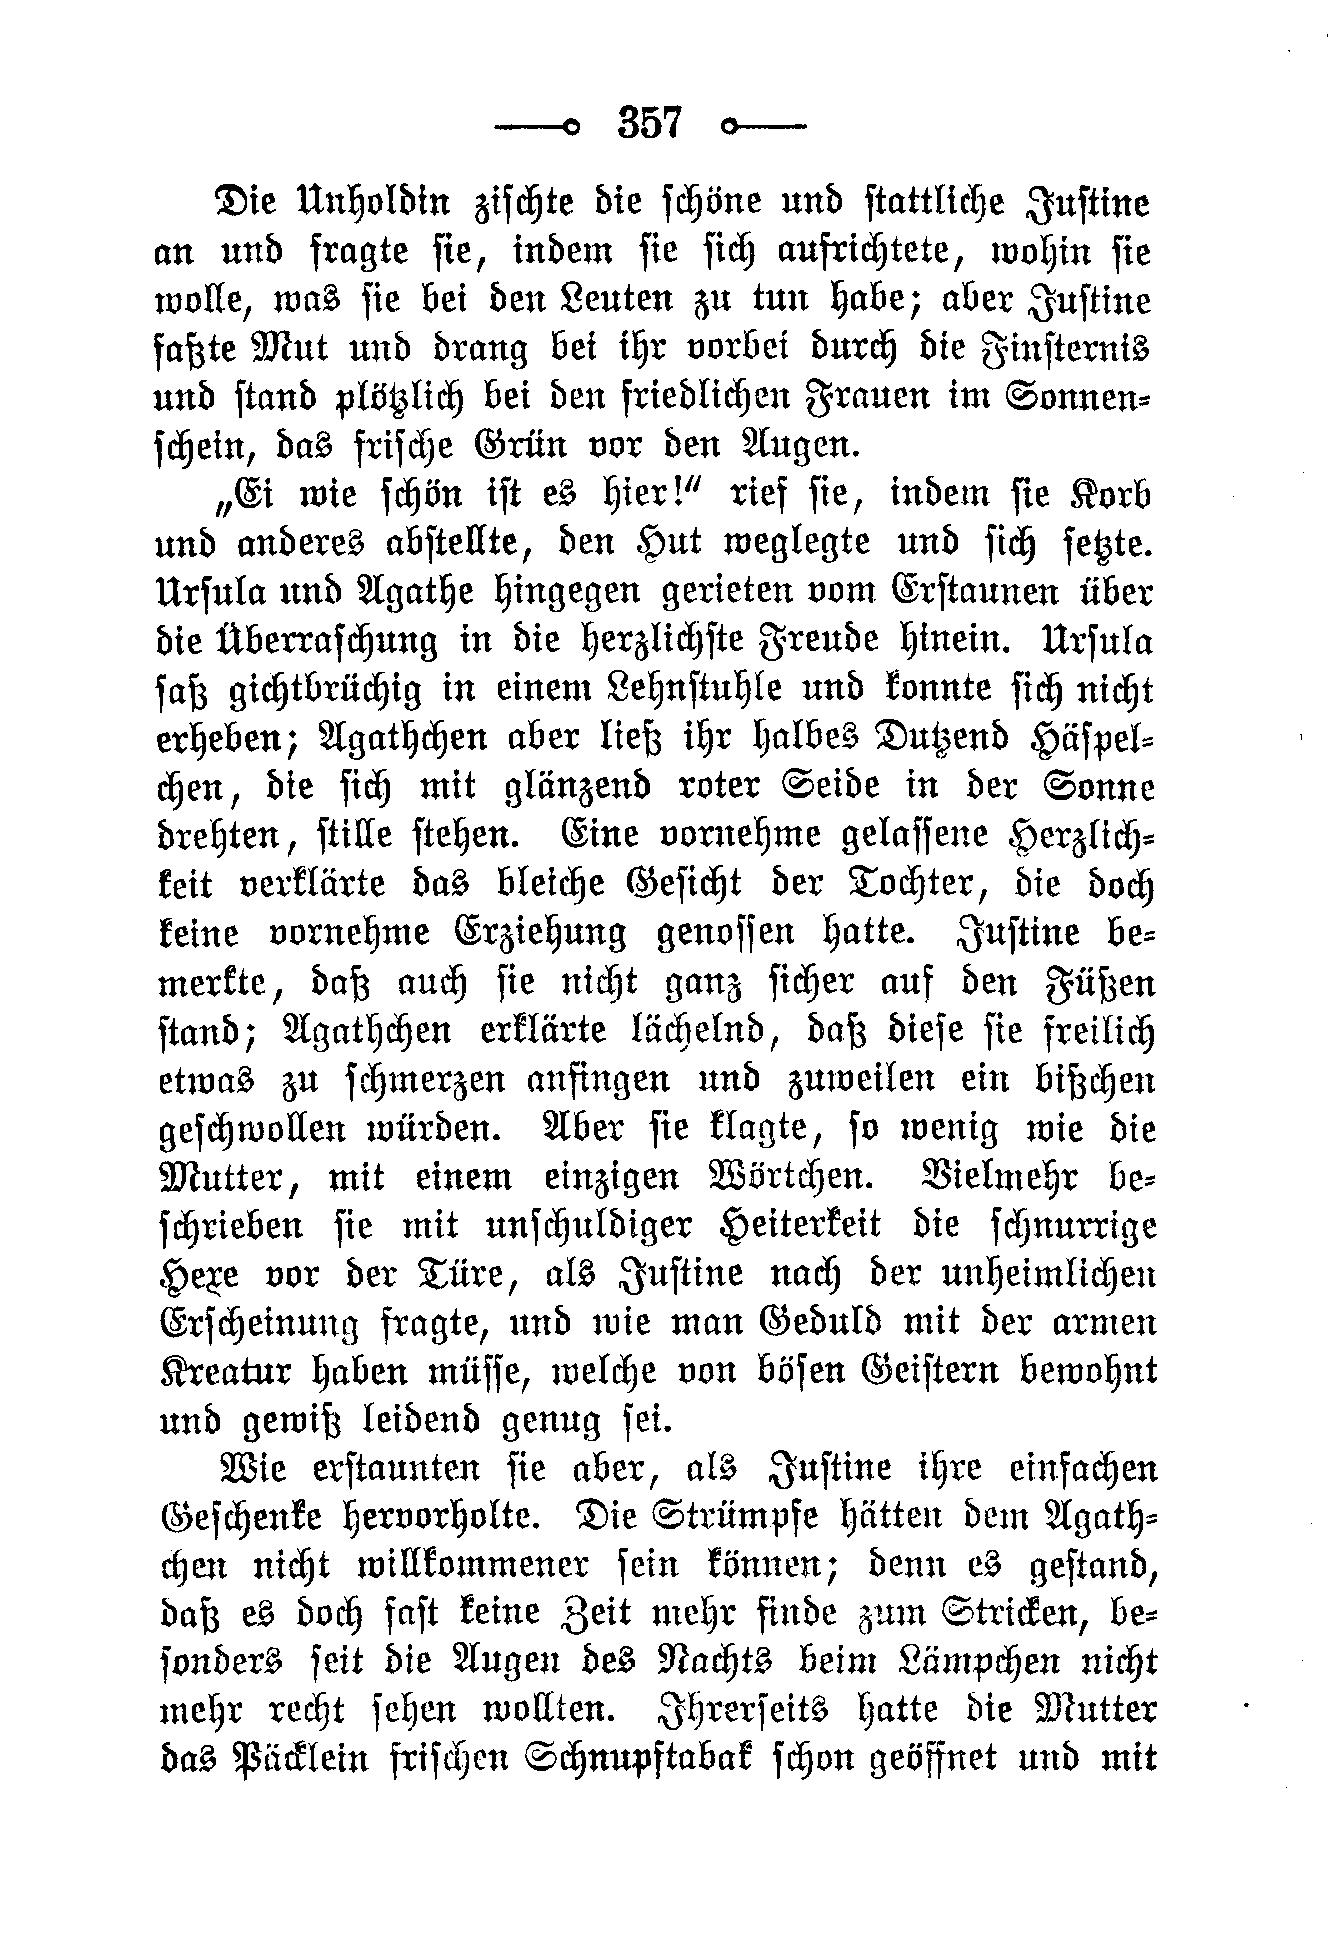 357
Die Unholdin zischte die schöne und stattliche Justine
an und fragte sie, indem sie sich aufrichtete, wohin sie
wolle, was sie bei den Leuten zu tun habe; aber Justine
faßte Mut und drang bei ihr vorbei durch die Finsternis
und stand plötzlich bei den friedlichen Frauen im Sonnen-
schein, das frische Grün vor den Augen.
„Ei wie schön ist es hier!“ rief sie, indem sie Korb
und anderes abstellte, den Hut weglegte und sich setzte.
Ursula und Agathe hingegen gerieten vom Erstaunen über
die Überraschung in die herzlichste Freude hinein. Ursula
saß gichtbrüchig in einem Lehnstuhle und konnte sich nicht
erheben; Agathchen aber ließ ihr halbes Dutzend Häspel-
chen, die sich mit glänzend roter Seide in der Sonne
drehten, stille stehen. Eine vornehme gelassene Herzlich-
keit verklärte das bleiche Gesicht der Tochter, die doch
keine vornehme Erziehung genossen hatte. Justine be-
merkte, daß auch sie nicht ganz sicher auf den Füßen
stand; Agathchen erklärte lächelnd, daß diese sie freilich
etwas zu schmerzen anfingen und zuweilen ein bißchen
geschwollen würden. Aber sie klagte, so wenig wie die
Mutter, mit einem einzigen Wörtchen. Vielmehr be-
schrieben sie mit unschuldiger Heiterkeit die schnurrige
Hexe vor der Türe, als Justine nach der unheimlichen
Erscheinung fragte, und wie man Geduld mit der armen
Kreatur haben müsse, welche von bösen Geistern bewohnt
und gewiß leidend genug sei.
Wie erstaunten sie aber, als Justine ihre einfachen
Geschenke hervorholte. Die Strümpfe hätten dem Agath-
chen nicht willkommener sein können; denn es gestand,
daß es doch fast keine Zeit mehr finde zum Stricken, be-
sonders seit die Augen des Nachts beim Lämpchen nicht
mehr recht sehen wollten. Ihrerseits hatte die Mutter
das Päcklein frischen Schnupftabak schon geöffnet und mit